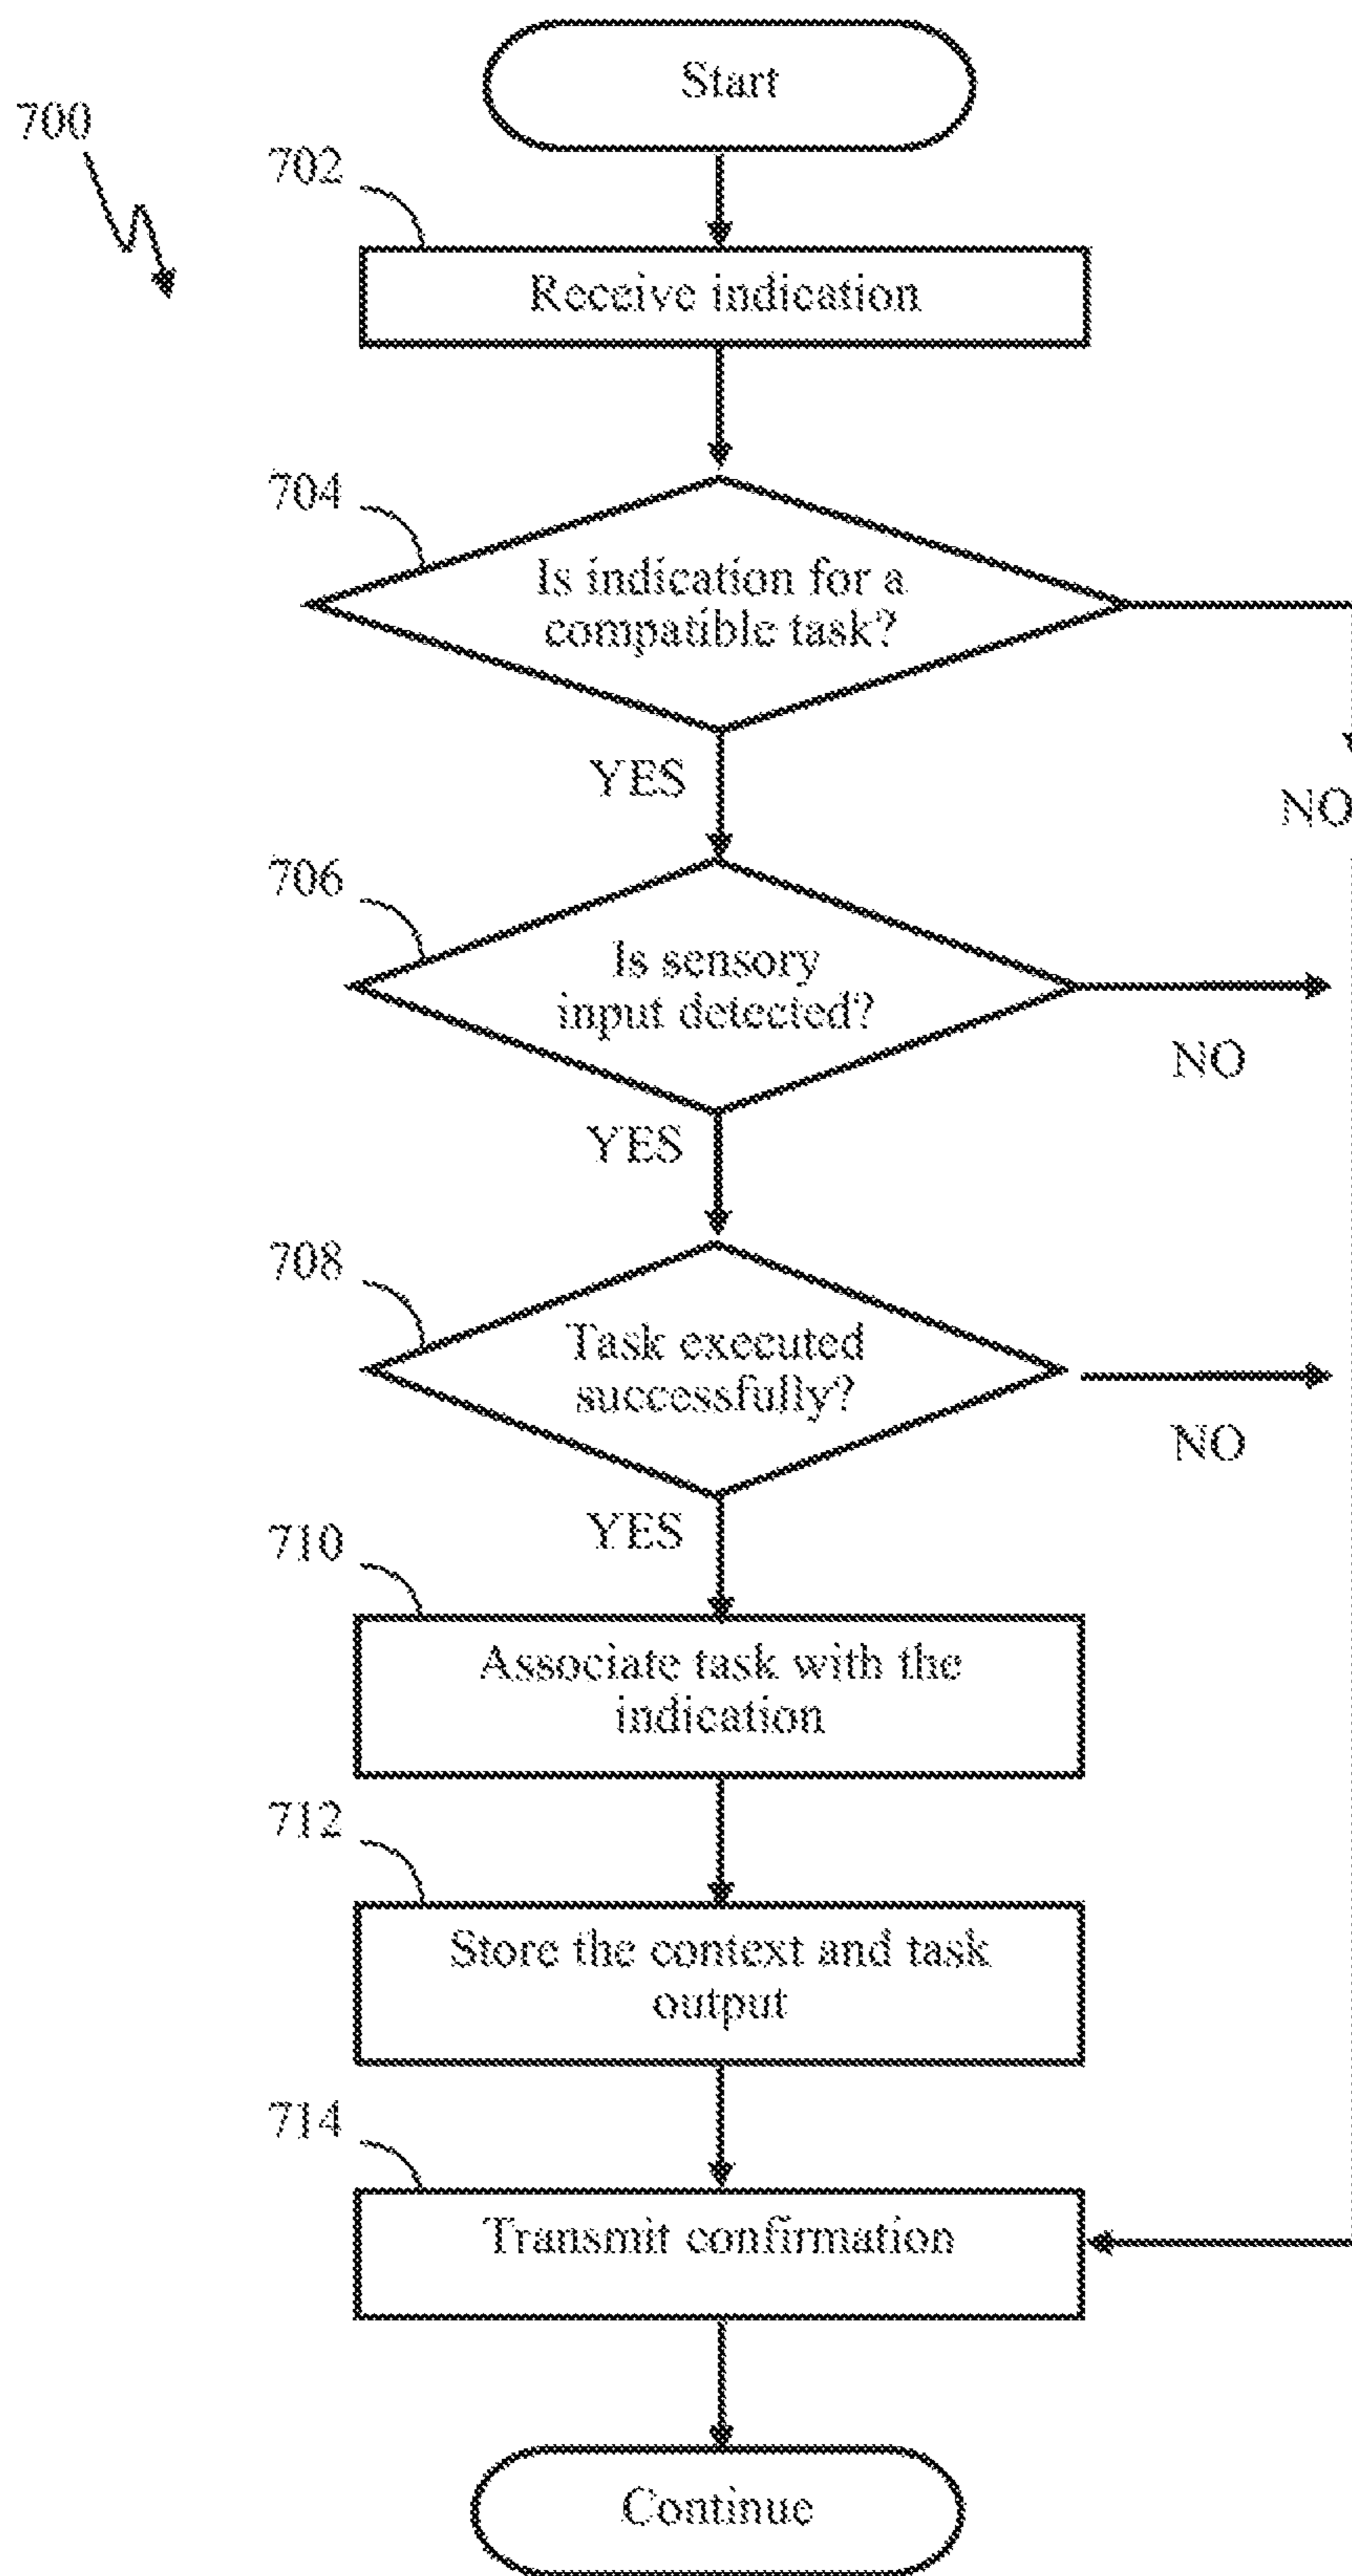 Start
700
702
Receive indication
704
Is indication for a
compatible task?
YES
NO
706
Is sensory
input detected?
NO
YES
708
Task executed
successfully?
NO
YES
710
Associate task with the
indication
712
Store the context and task
output
714
Transmit confirmation
Continue